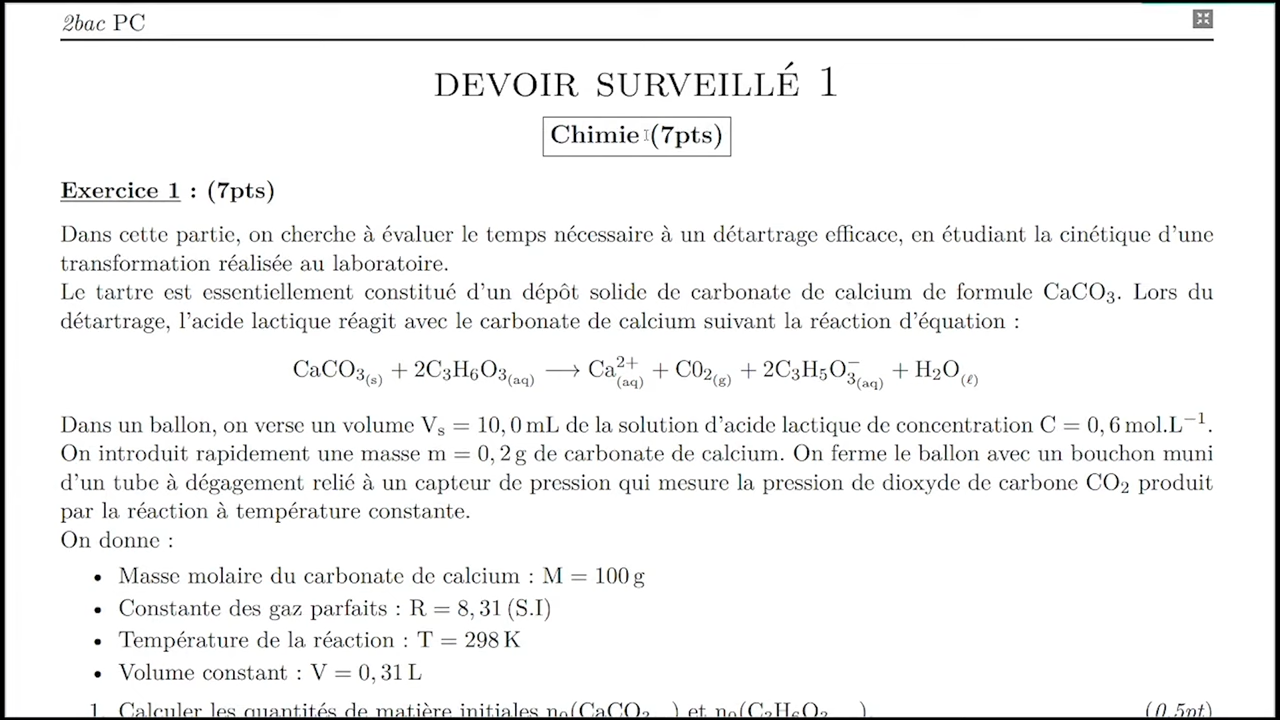 2bac PC
DEVOIR SURVEILLÉ 1
Chimie (7pts)
Exercice 1 : (7pts)
Dans cette partie, on cherche à évaluer le temps nécessaire à un détartrage efficace, en étudiant la cinétique d'une
transformation réalisée au laboratoire.
Le tartre est essentiellement constitué d'un dépôt solide de carbonate de calcium de formule CaCO₃. Lors du
détartrage, l'acide lactique réagit avec le carbonate de calcium suivant la réaction d'équation :
CaCO₃(s) + 2C₃H₆O₃(aq) ⟶ Ca²⁺(aq) + C0₂(g) + 2C₃H₅O₃⁻(aq) + H₂O(ℓ)
Dans un ballon, on verse un volume Vₛ = 10, 0 mL de la solution d'acide lactique de concentration C = 0, 6 mol.L⁻¹.
On introduit rapidement une masse m = 0, 2 g de carbonate de calcium. On ferme le ballon avec un bouchon muni
d'un tube à dégagement relié à un capteur de pression qui mesure la pression de dioxyde de carbone CO₂ produit
par la réaction à température constante.
On donne :
• Masse molaire du carbonate de calcium : M = 100 g
• Constante des gaz parfaits : R = 8, 31 (S.I)
• Température de la réaction : T = 298 K
• Volume constant : V = 0, 31 L
1. Calculer les quantités de matière initiales n₀(CaCO₃ ) et n₀(C₃H₆O₃ ). (0.5pt)